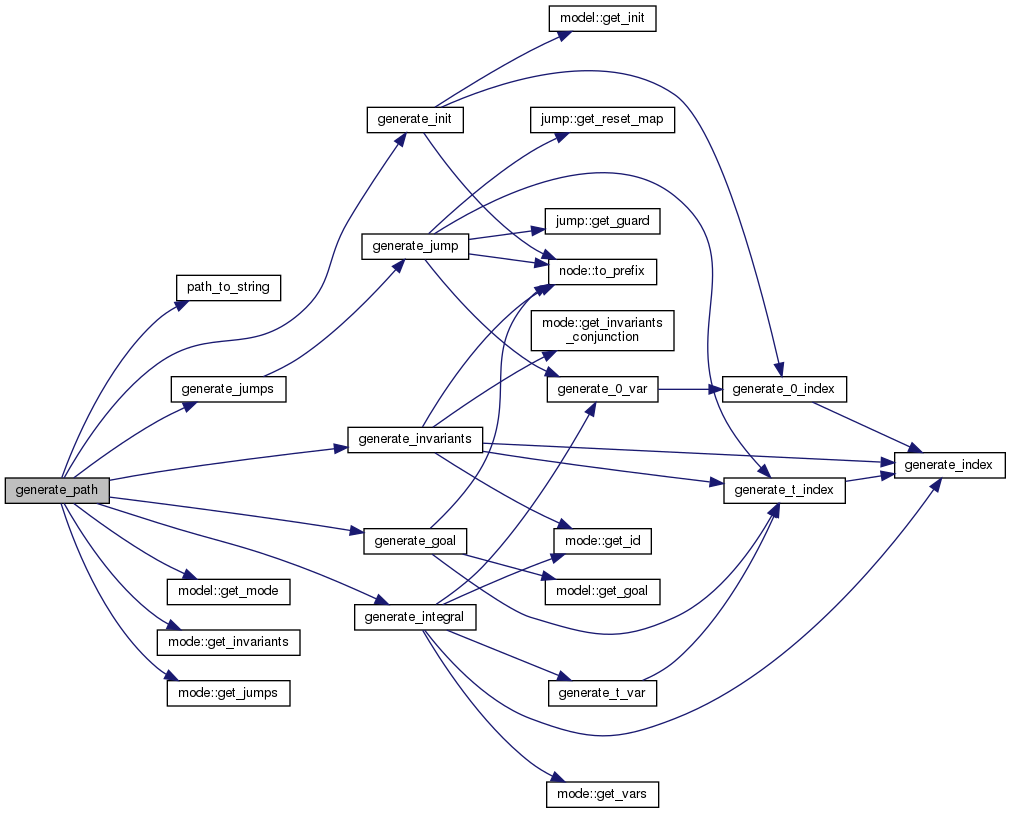 model::get_init
generate_init
jump::get_reset_map
jump::get_guard
generate_jump
node::to_prefix
path_to_string
mode::get_invariants
_conjunction
generate_jumps
generate_0_var
generate_0_index
generate_invariants
generate_index
generate_path
generate_t_index
generate_goal
mode::get_id
model::get_mode
model::get_goal
generate_integral
mode::get_invariants
mode::get_jumps
generate_t_var
mode::get_vars